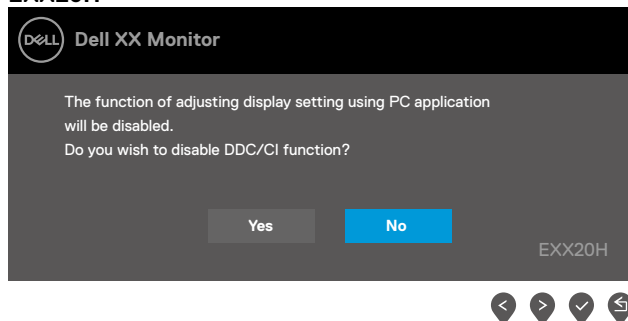 EXX20H
DELL Dell XX Monitor
The function of adjusting display setting using PC application
will be disabled.
Do you wish to disable DDC/CI function?
Yes No
EXX20H